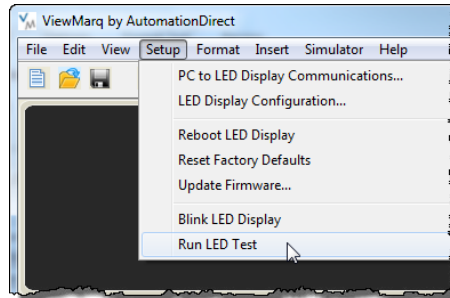 ViewMarq by AutomationDirect
File Edit View Setup Format Insert Simulator Help
PC to LED Display Communications...
LED Display Configuration...
Reboot LED Display
Reset Factory Defaults
Update Firmware...
Blink LED Display
Run LED Test